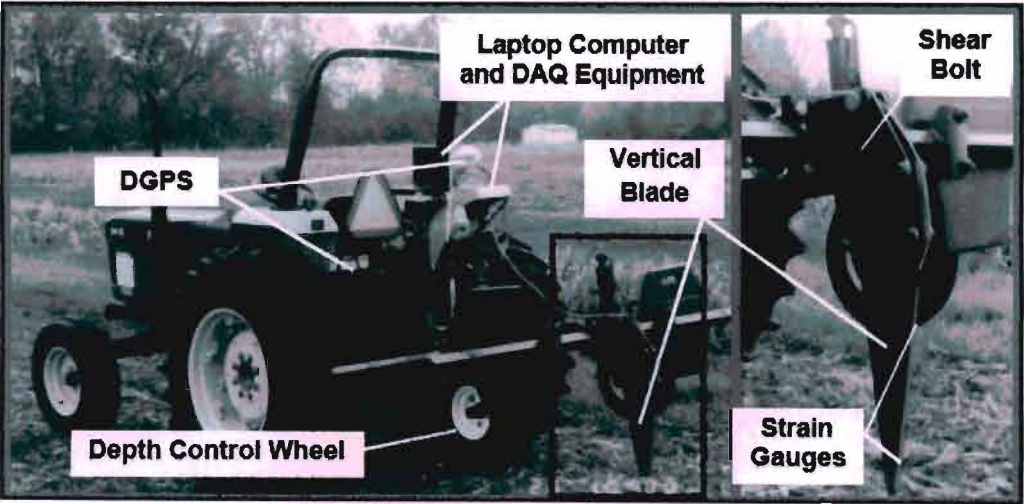 Laptop Computer
and DAQ Equipment
Shear
Bolt
DGPS
Vertical
Blade
Depth Control Wheel
Strain
Gauges